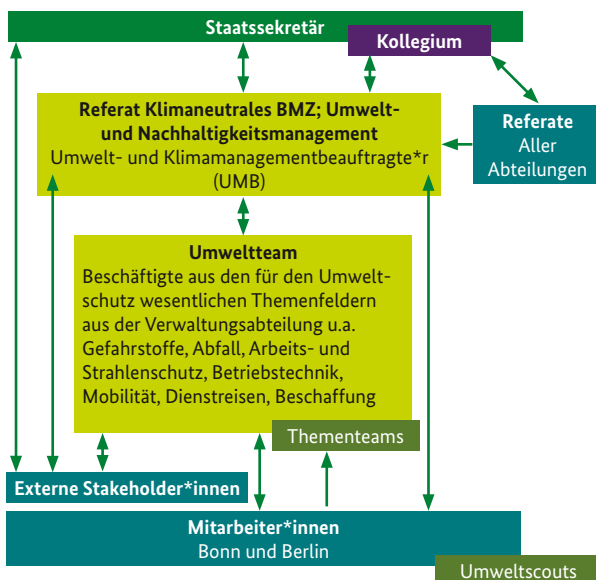 Staatssekretär
Kollegium
Referat Klimaneutrales BMZ; Umwelt-
und Nachhaltigkeitsmanagement
Umwelt- und Klimamanagementbeauftragte*r
(UMB)
Referate
Aller
Abteilungen
Umweltteam
Beschäftigte aus den für den Umwelt-
schutz wesentlichen Themenfeldern
aus der Verwaltungsabteilung u.a.
Gefahrstoffe, Abfall, Arbeits- und
Strahlenschutz, Betriebstechnik,
Mobilität, Dienstreisen, Beschaffung
Thementeams
Externe Stakeholder*innen
Mitarbeiter*innen
Bonn und Berlin
Umweltscouts